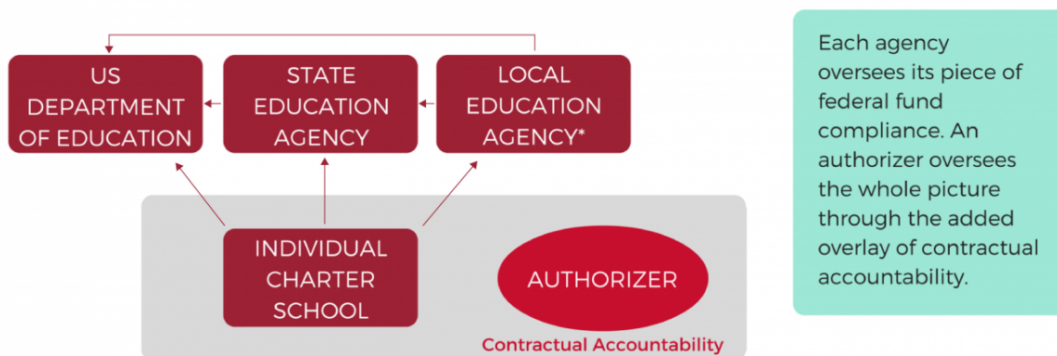 US
DEPARTMENT
OF EDUCATION
STATE
EDUCATION
AGENCY
LOCAL
EDUCATION
AGENCY*
INDIVIDUAL
CHARTER
SCHOOL
AUTHORIZER
Contractual Accountability
Each agency
oversees its piece of
federal fund
compliance. An
authorizer oversees
the whole picture
through the added
overlay of contractual
accountability.